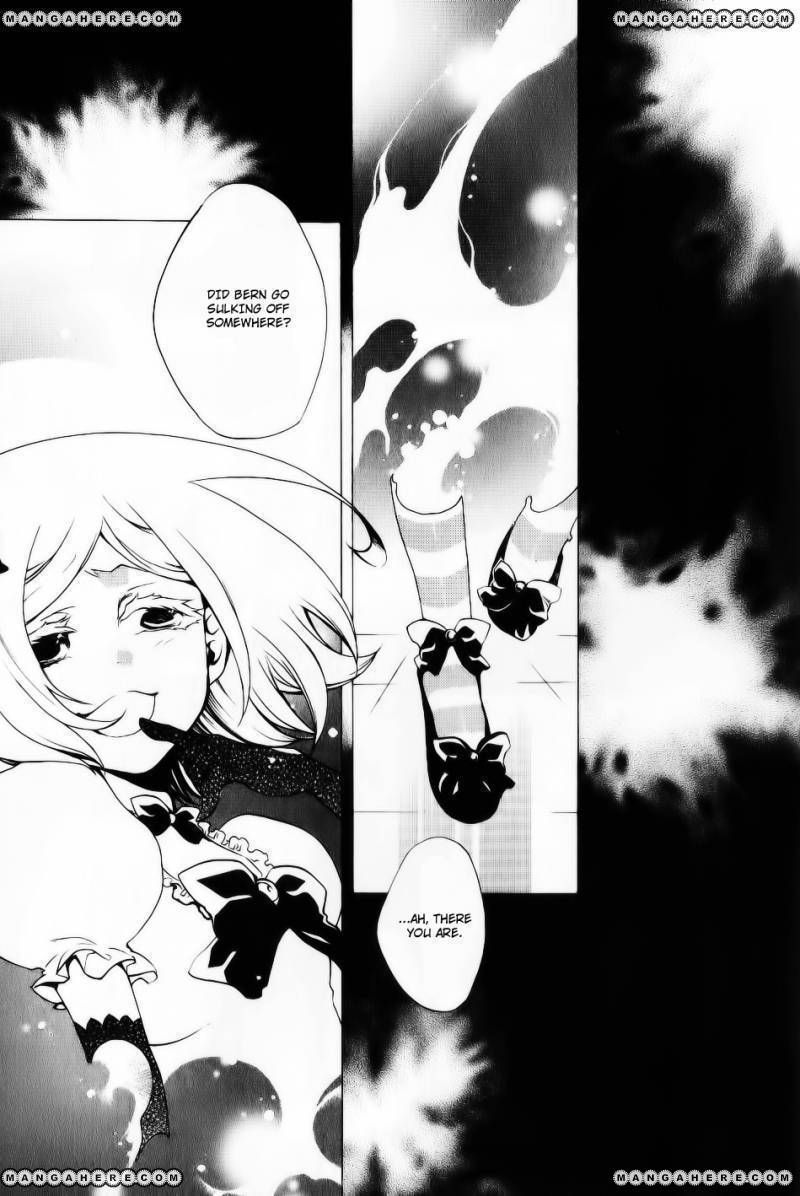 MANGAHERE.COM
MANGAHERE.COM
...AH, THERE
YOU ARE.
DID BERN GO
SULKING OFF
SOMEWHERE?
MANGAHERE.COM
MANGAHERE.COM